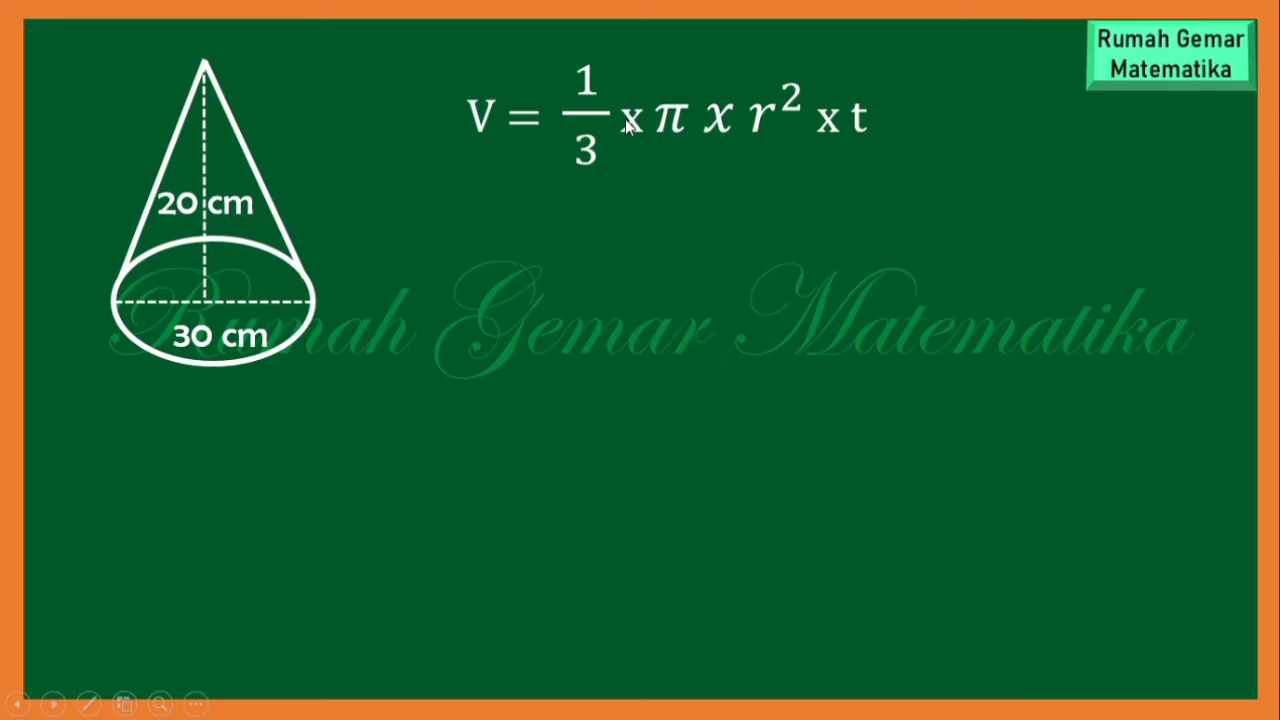 Rumah Gemar
Matematika
V = 1/3 x π x r² x t
20 cm
30 cm
Rumah Gemar Matematika